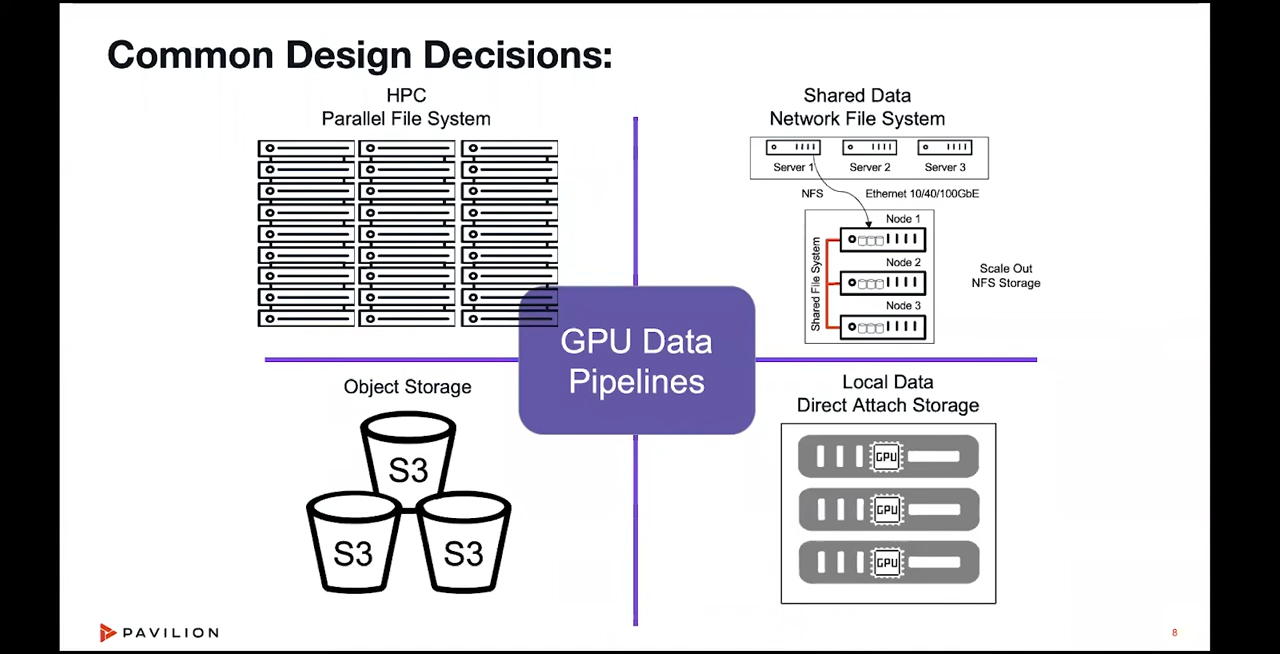 Common Design Decisions:
HPC
Parallel File System
Shared Data
Network File System
Server 1
Server 2
Server 3
NFS
Ethernet 10/40/100GbE
Node 1
Node 2
Node 3
Shared File System
Scale Out
NFS Storage
GPU Data
Pipelines
Object Storage
S3
S3
S3
Local Data
Direct Attach Storage
GPU
GPU
GPU
PAVILION
8